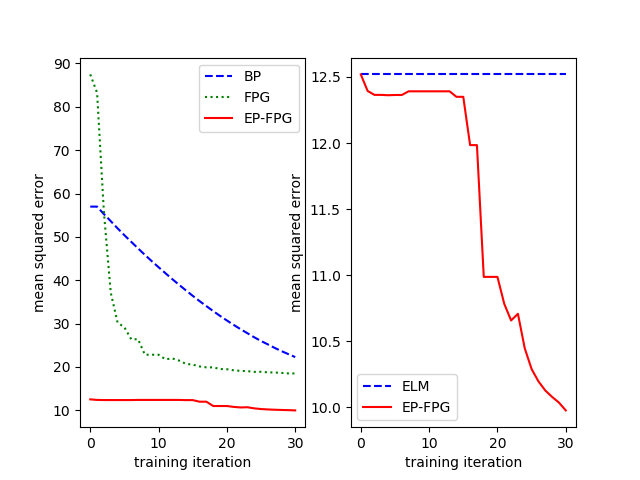 90
80
70
60
50
40
30
20
10
mean squared error
0 10 20 30
training iteration
BP
FPG
EP-FPG
12.5
12.0
11.5
11.0
10.5
10.0
mean squared error
0 10 20 30
training iteration
ELM
EP-FPG